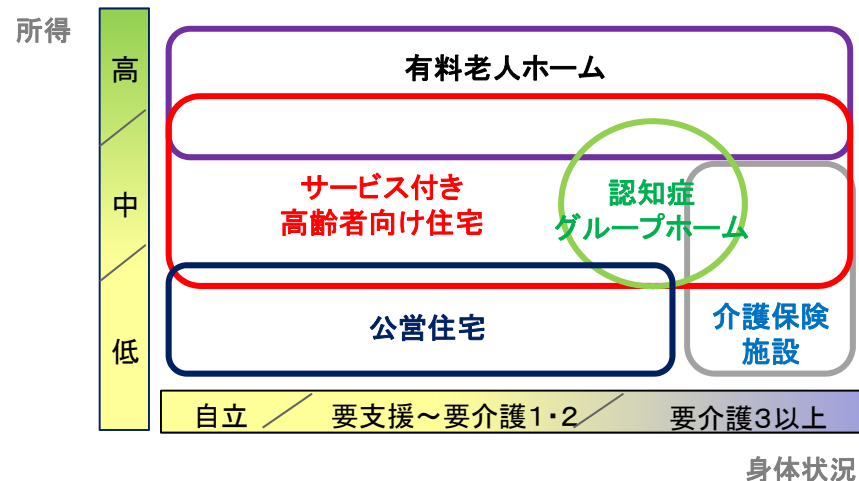 所得
高
有料老人ホーム
中
サービス付き
高齢者向け住宅
認知症
グループホーム
低
公営住宅
介護保険
施設
自立
要支援～要介護1・2
要介護3以上
身体状況